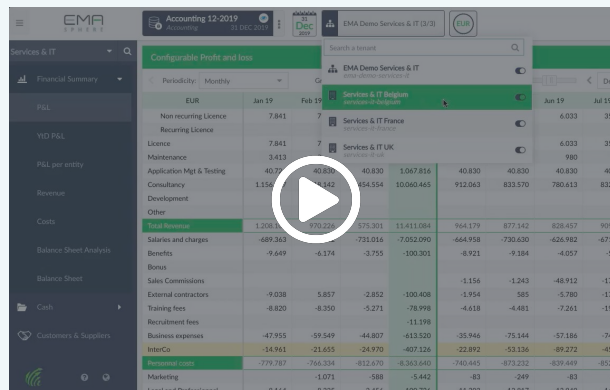 EMA
SPHERE
Accounting 12-2019
Accounting 31 DEC 2019
31
Dec
2019
EMA Demo Services & IT (3/3)
EUR
Services & IT
Search a tenant
EMA Demo Services & IT
ema-demo-services-it
Services & IT Belgium
services-it-belgium
Services & IT France
services-it-france
Services & IT UK
services-it-uk
Financial Summary
P&L
YtD P&L
P&L per entity
Revenue
Costs
Balance Sheet Analysis
Balance Sheet
Cash
Customers & Suppliers
Configurable Profit and loss
Periodicity: Monthly
EUR Jan 19 Feb 19 Jun 19 Jul 19
Non recurring Licence 7.841 6.033
Recurring Licence
Licence 7.841 6.033
Maintenance 3.413 980
Application Mgt & Testing 40.830 40.830 1.067.816 40.830 40.830 40.830
Consultancy 454.554 10.060.465 912.063 833.570 780.613
Development
Other
Total Revenue 970.226 575.301 11.411.084 964.179 877.142 828.457
Salaries and charges -689.363 -731.016 -7.052.090 -664.958 -730.630 -626.982
Benefits -9.649 -6.174 -3.755 -100.301 -8.921 -9.184 -4.057
Bonus
Sales Commissions -1.156 -1.243 -48.912
External contractors -9.038 5.857 -2.852 -100.408 -1.954 585 -5.780
Training fees -8.820 -8.350 -5.271 -78.998 -4.618 -4.481 -7.261
Recruitment fees -11.198
Business expenses -47.955 -59.549 -44.807 -613.520 -35.946 -75.144 -57.186
InterCo -14.961 -21.655 -24.970 -407.126 -22.892 -53.136 -89.272
Personnel costs -779.787 -766.334 -812.670 -8.363.640 -740.445 -873.232 -839.449
Marketing -1.071 -588 -5.442 -83 -249 -83